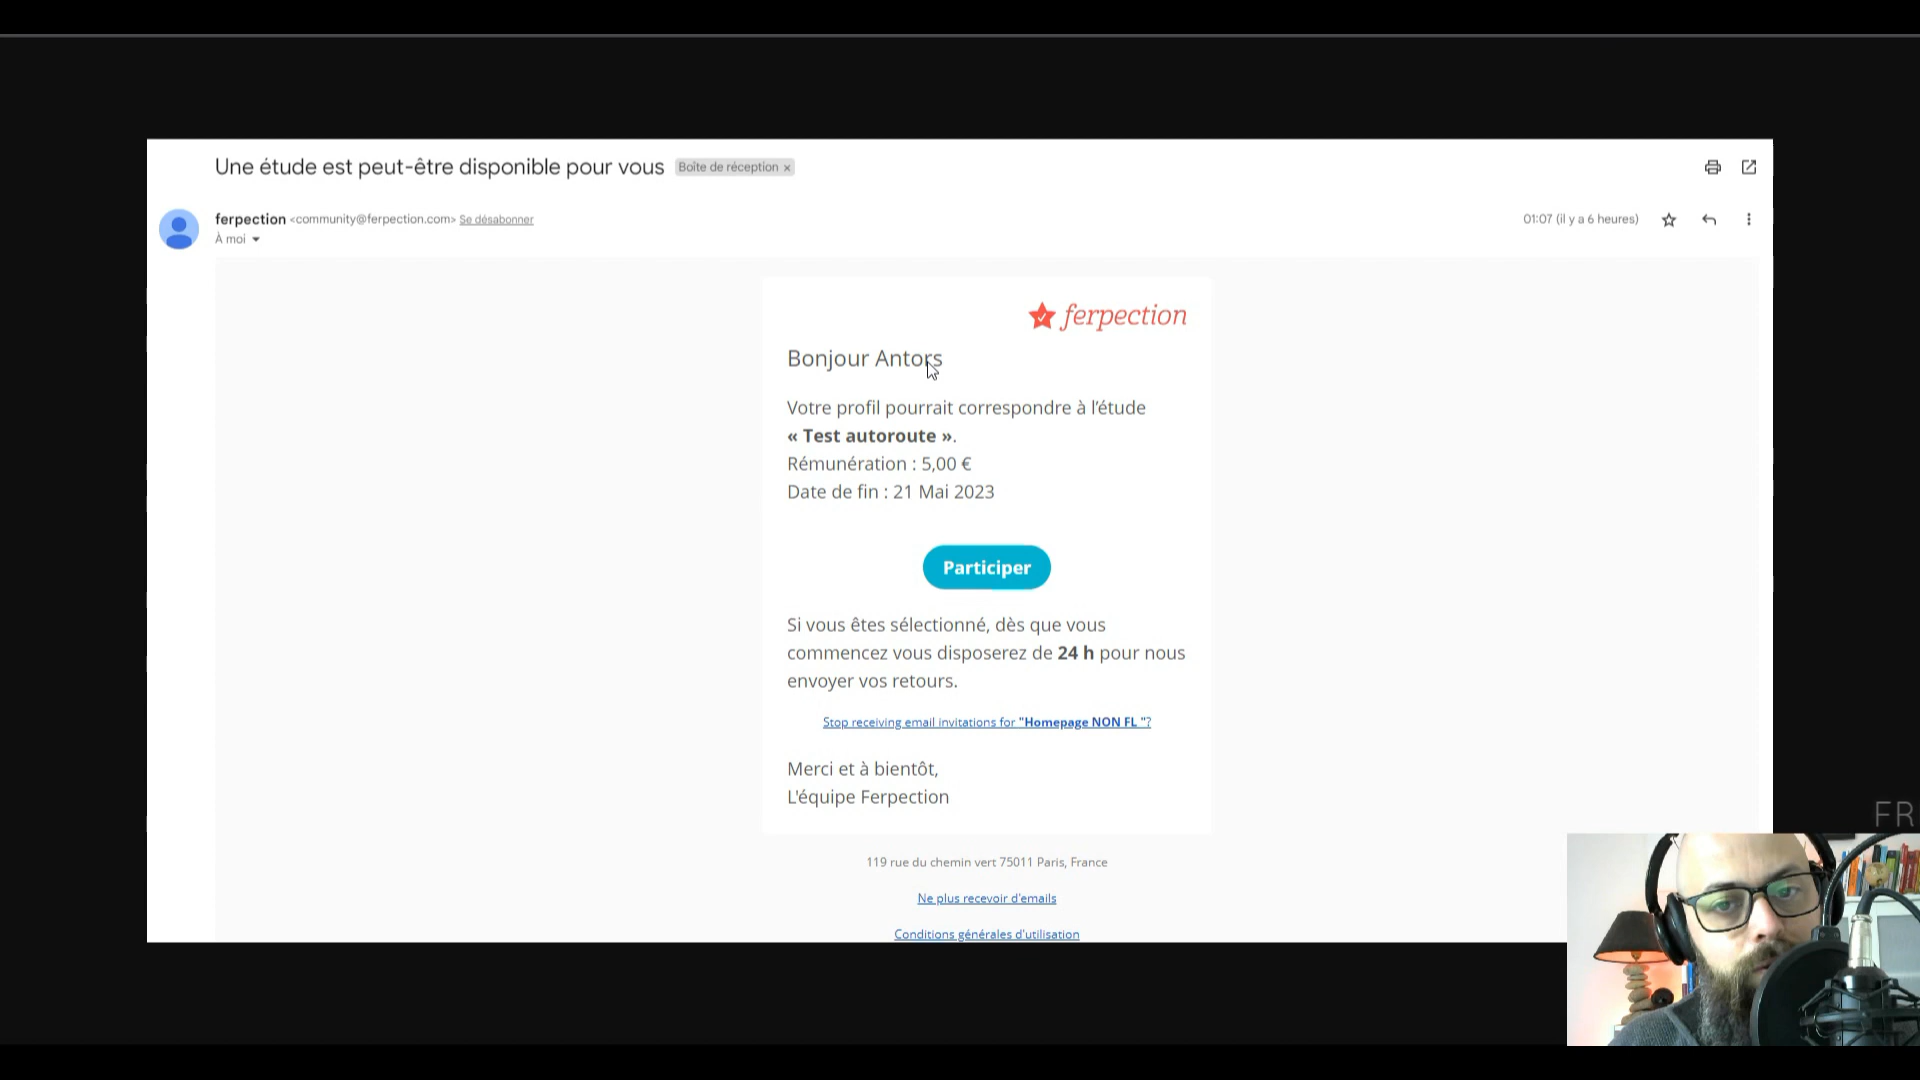 Une étude est peut-être disponible pour vous Boîte de réception ×
ferpection <community@ferpection.com> Se désabonner
01:07 (il y a 6 heures)
À moi
ferpection
Bonjour Antors
Votre profil pourrait correspondre à l'étude
« Test autoroute ».
Rémunération : 5,00 €
Date de fin : 21 Mai 2023
Participer
Si vous êtes sélectionné, dès que vous
commencez vous disposerez de 24 h pour nous
envoyer vos retours.
Stop receiving email invitations for "Homepage NON FL "?
Merci et à bientôt,
L'équipe Ferpection
119 rue du chemin vert 75011 Paris, France
Ne plus recevoir d'emails
Conditions générales d'utilisation
FR